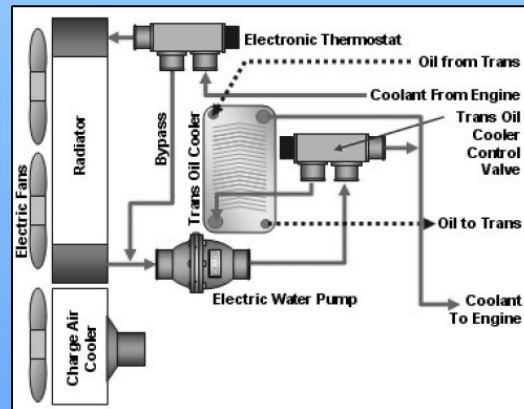 Electronic Thermostat
Oil from Trans
Coolant From Engine
Trans Oil
Cooler
Control
Valve
Electric Fans
Radiator
Bypass
Trans Oil Cooler
Oil to Trans
Electric Water Pump
Coolant
To Engine
Charge Air
Cooler